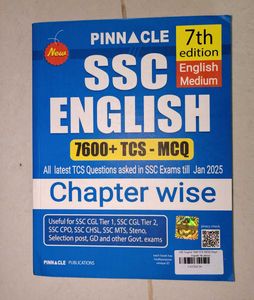 PINNACLE
New
7th
edition
English
Medium
SSC
ENGLISH
7600+ TCS - MCQ
All latest TCS Questions asked in SSC Exams till Jan 2025
Chapter wise
Useful for SSC CGL Tier 1, SSC CGL Tier 2,
SSC CPO, SSC CHSL, SSC MTS, Steno,
Selection post, GD and other Govt. exams
PINNACLE PUBLICATIONS